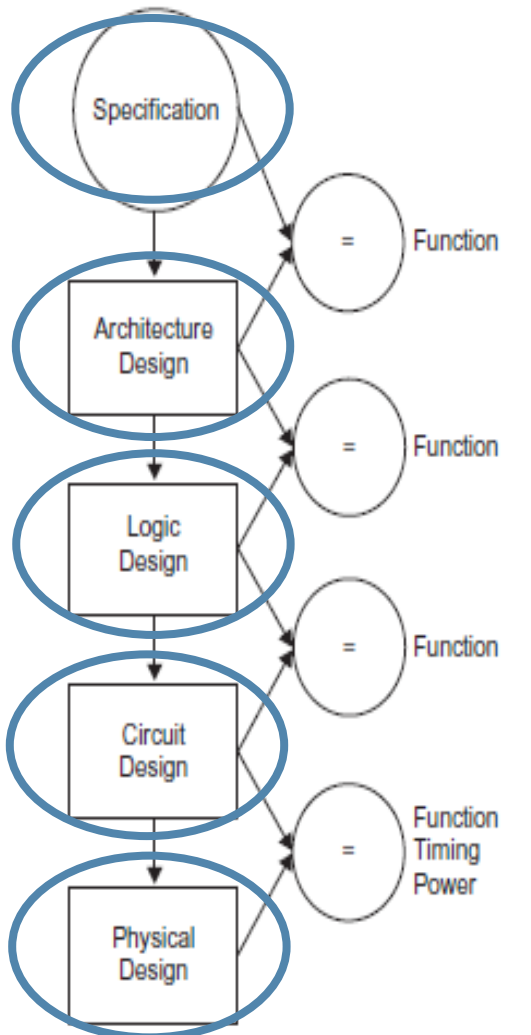 Specification
= Function
Architecture
Design
= Function
Logic
Design
= Function
Circuit
Design
Function
= Timing
Power
Physical
Design